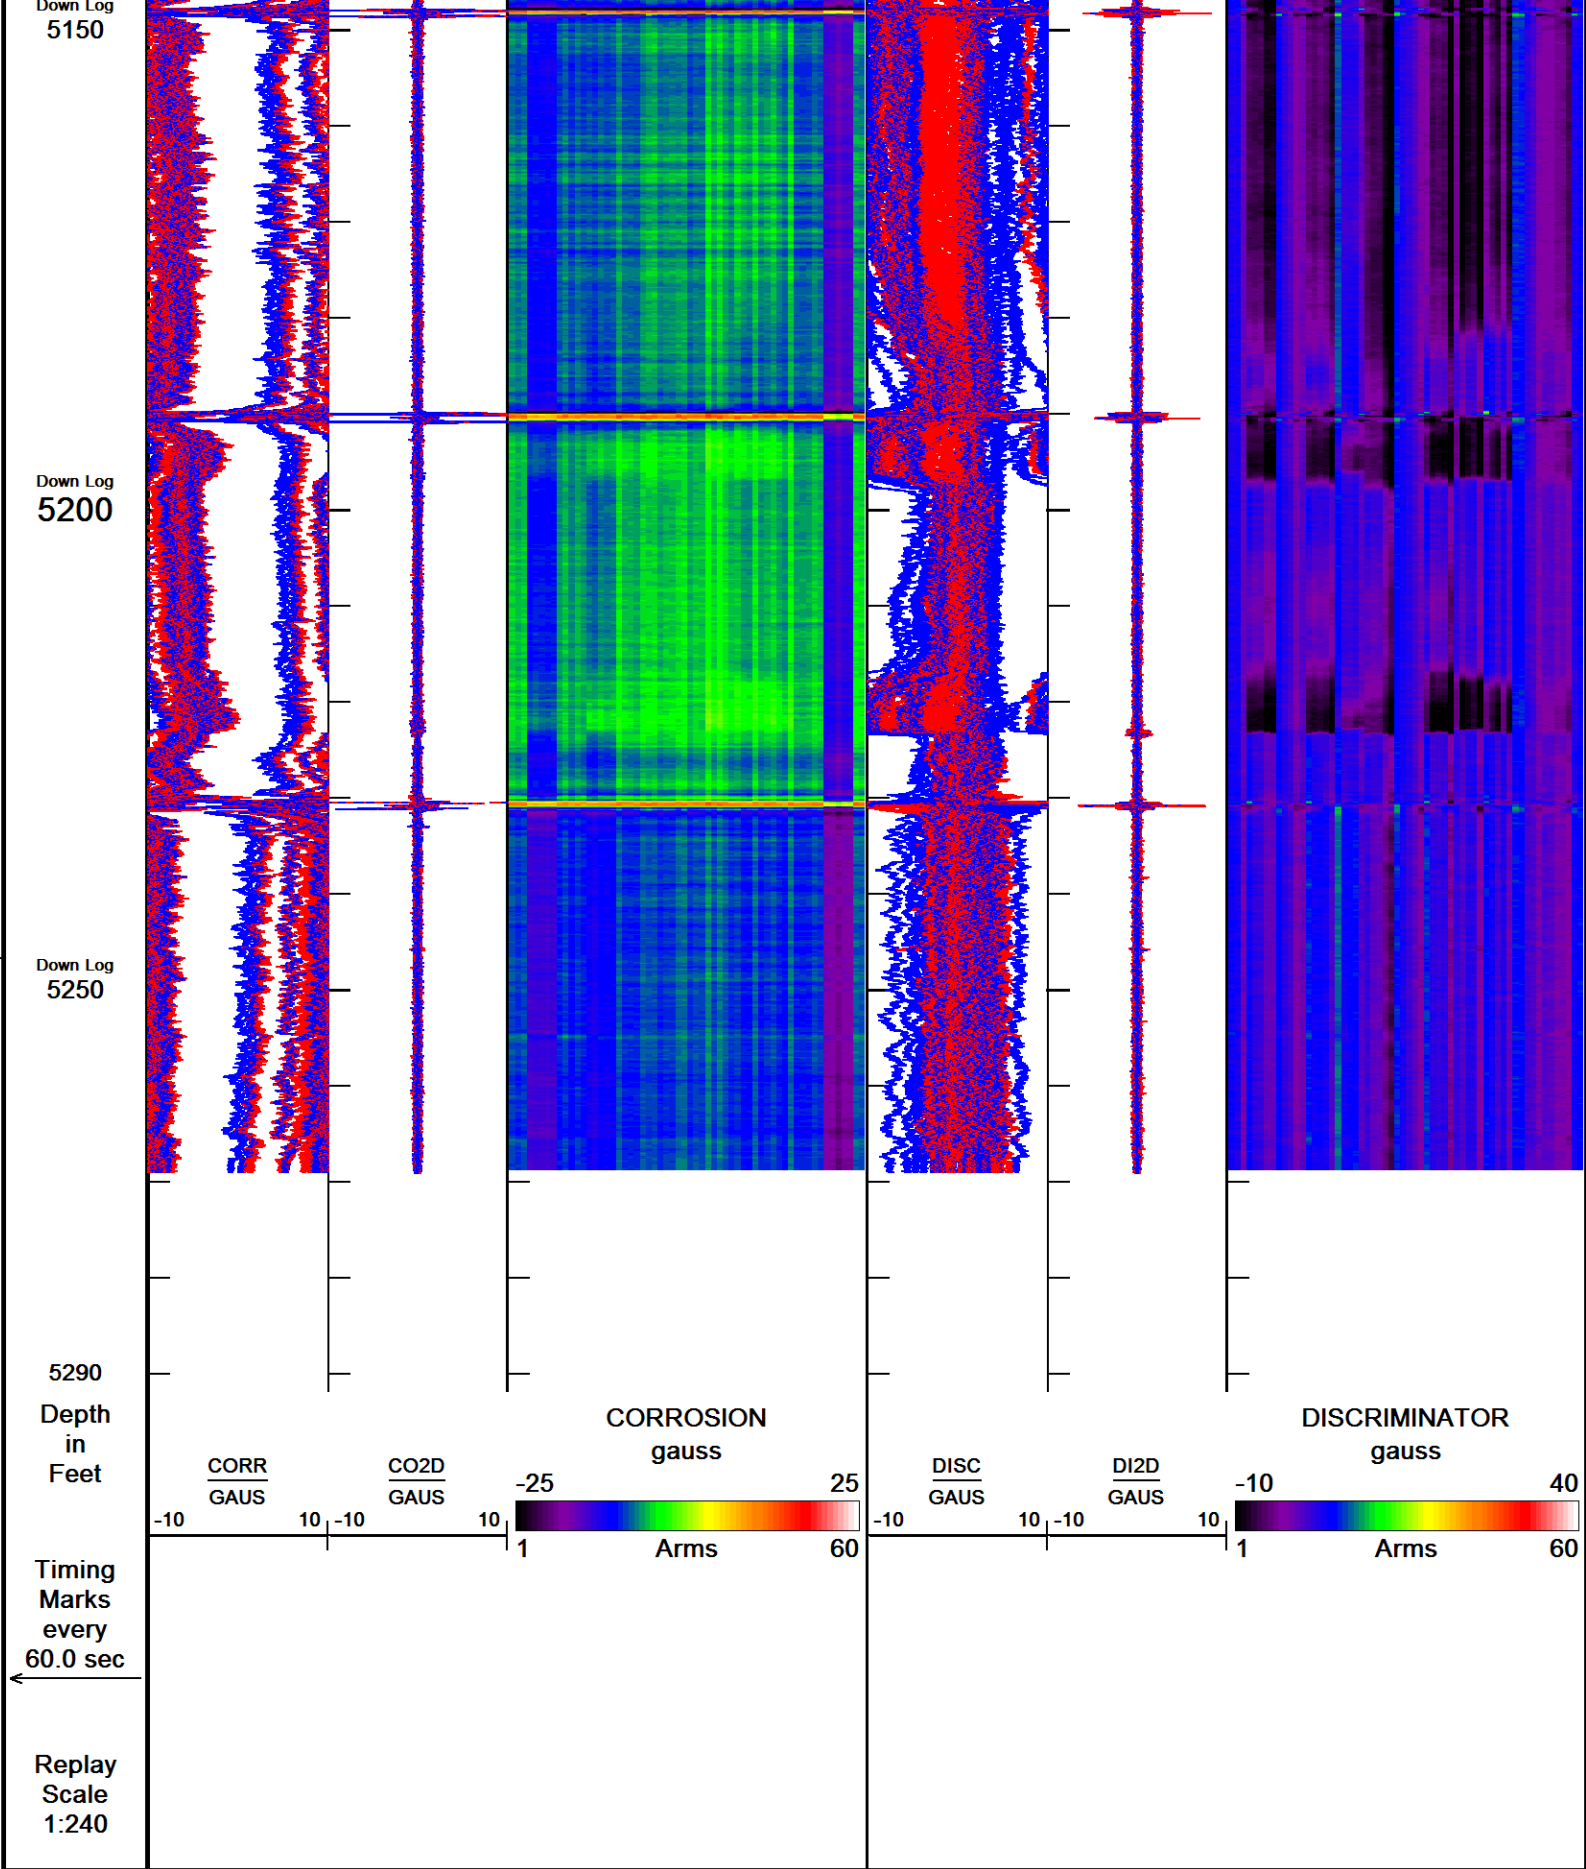 Down Log
5150
Down Log
5200
Down Log
5250
5290
Depth
in
Feet
CORR
GAUS
-10 10
CO2D
GAUS
-10 10
CORROSION
gauss
-25 25
1 Arms 60
DISC
GAUS
-10 10
DI2D
GAUS
-10 10
DISCRIMINATOR
gauss
-10 40
1 Arms 60
Timing
Marks
every
60.0 sec
Replay
Scale
1:240